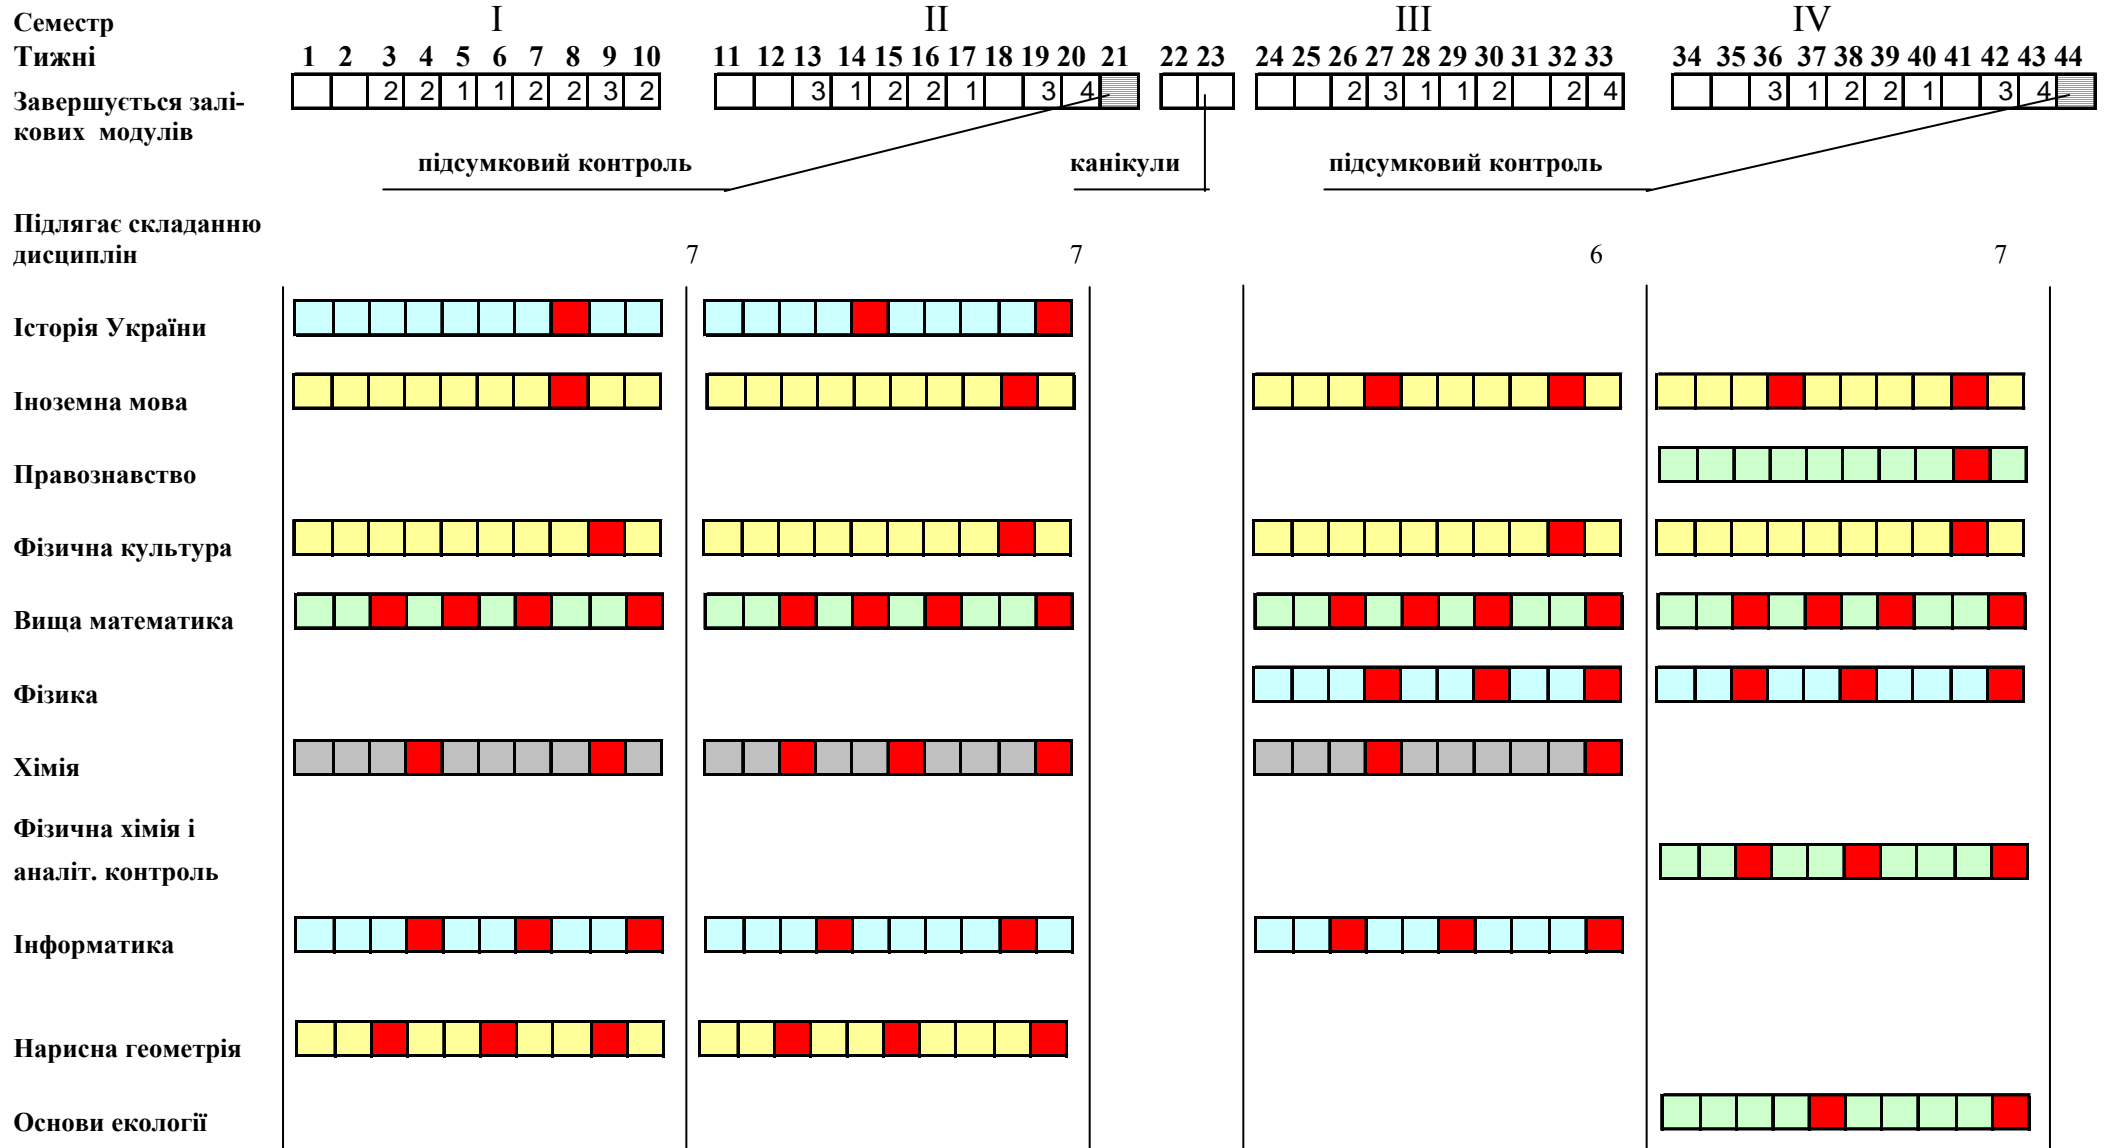 Семестр I II III IV
Тижні 1 2 3 4 5 6 7 8 9 10 11 12 13 14 15 16 17 18 19 20 21 22 23 24 25 26 27 28 29 30 31 32 33 34 35 36 37 38 39 40 41 42 43 44
Завершується залі- 2 2 1 1 2 2 3 2 3 1 2 2 1 3 4 2 3 1 1 2 2 4 3 1 2 2 1 3 4
кових модулів
підсумковий контроль канікули підсумковий контроль
Підлягає складанню
дисциплін 7 7 6 7
Історія України
Іноземна мова
Правознавство
Фізична культура
Вища математика
Фізика
Хімія
Фізична хімія і
аналіт. контроль
Інформатика
Нарисна геометрія
Основи екології